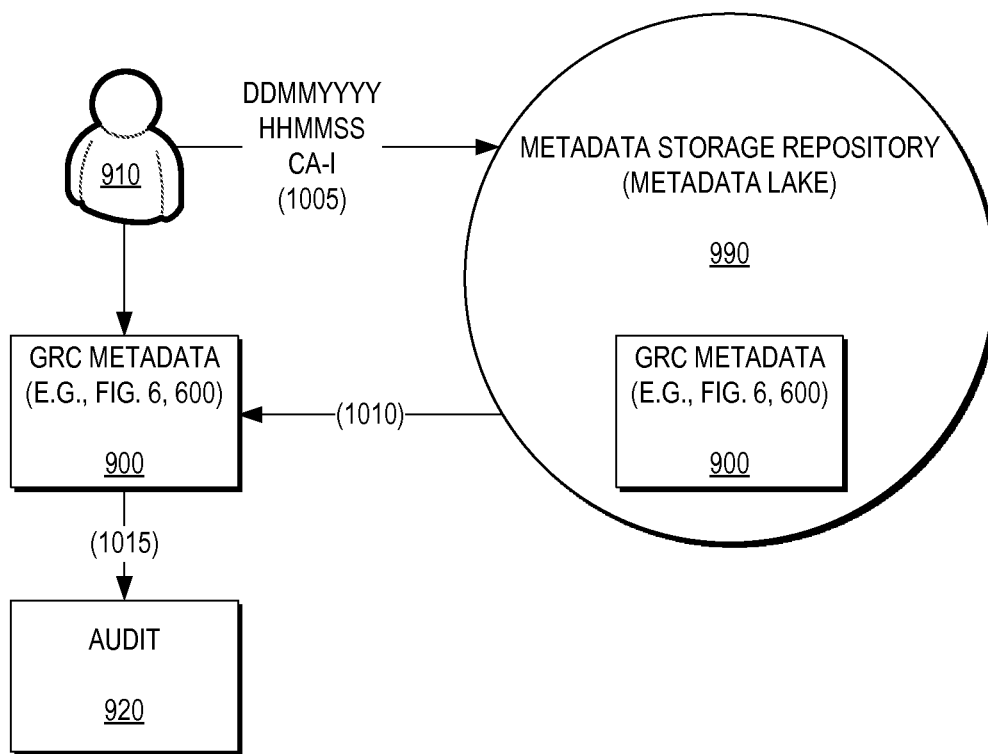 DDMMYYYY
HHMMSS
CA-I
(1005)
910
METADATA STORAGE REPOSITORY
(METADATA LAKE)
990
GRC METADATA
(E.G., FIG. 6, 600)
900
(1010)
GRC METADATA
(E.G., FIG. 6, 600)
900
(1015)
AUDIT
920